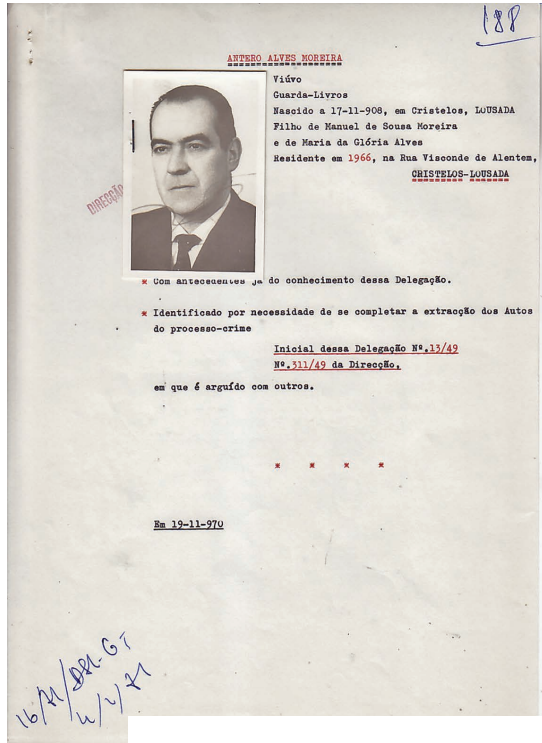 188
ANTERO ALVES MOREIRA
Viúvo
Guarda-Livros
Nascido a 17-11-908, em Cristelos, LOUSADA
Filho de Manuel de Sousa Moreira
e de Maria da Glória Alves
Residente em 1966, na Rua Visconde de Alentem,
CRISTELOS-LOUSADA
DIRECÇÃO
* Com antecedentes já do conhecimento dessa Delegação.
* Identificado por necessidade de se completar a extracção dos Autos
do processo-crime
Inicial dessa Delegação Nº.13/49
Nº.311/49 da Direcção,
em que é arguído com outros.
* * * *
Em 19-11-970